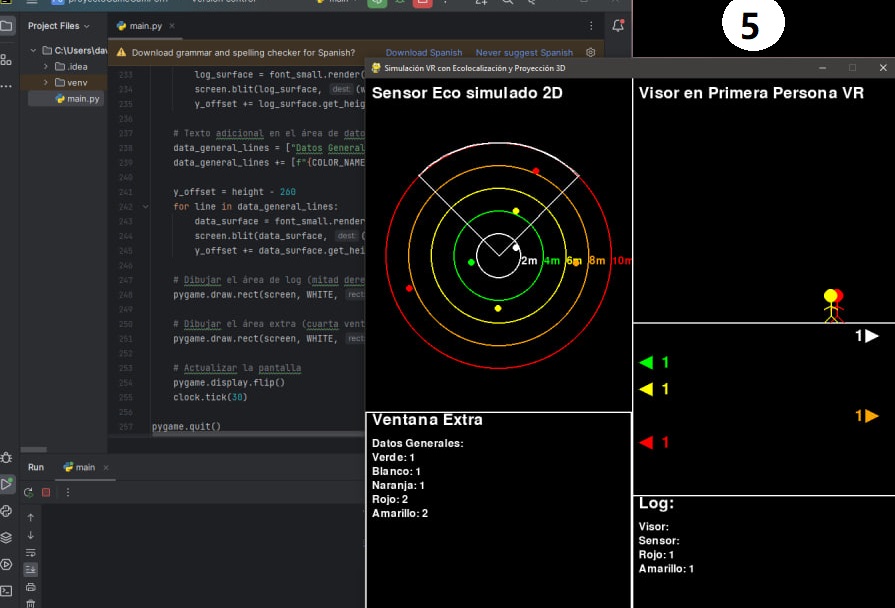 5
main.py
Project Files
main.py
Download grammar and spelling checker for Spanish?
Download Spanish
Never suggest Spanish
C:\Users\dav
.idea
venv
main.py
233 log_surface = font_small.render(
234 screen.blit(log_surface, dest: (w
235 y_offset += log_surface.get_heig
236
237 # Texto adicional en el área de dato
238 data_general_lines = ["Datos General
239 data_general_lines += [f"{COLOR_NAME
240
241 y_offset = height - 260
242 for line in data_general_lines:
243 data_surface = font_small.render
244 screen.blit(data_surface, dest: (
245 y_offset += data_surface.get_hei
246
247 # Dibujar el área de log (mitad dere
248 pygame.draw.rect(screen, WHITE, rect:
249
250 # Dibujar el área extra (cuarta vent
251 pygame.draw.rect(screen, WHITE, rect:
252
253 # Actualizar la pantalla
254 pygame.display.flip()
255 clock.tick(30)
256
257 pygame.quit()
Run
main
Simulación VR con Ecolocalización y Proyección 3D
Sensor Eco simulado 2D
2m 4m 6m 8m 10m
Visor en Primera Persona VR
1
1
1
1
1
Ventana Extra
Datos Generales:
Verde: 1
Blanco: 1
Naranja: 1
Rojo: 2
Amarillo: 2
Log:
Visor:
Sensor:
Rojo: 1
Amarillo: 1